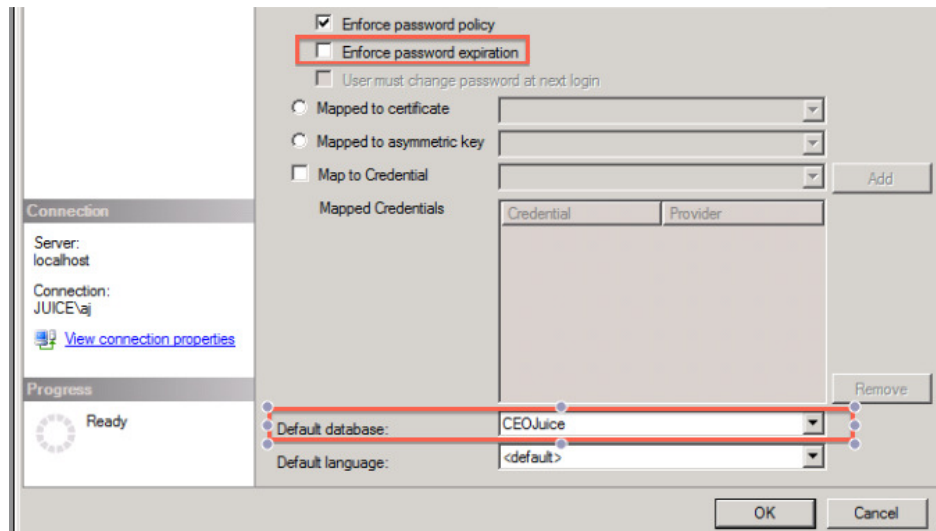 Enforce password policy
Enforce password expiration
User must change password at next login
Mapped to certificate
Mapped to asymmetric key
Map to Credential
Add
Mapped Credentials
Credential Provider
Connection
Server:
localhost
Connection:
JUICE\aj
View connection properties
Progress
Ready
Remove
Default database: CEOJuice
Default language: <default>
OK Cancel